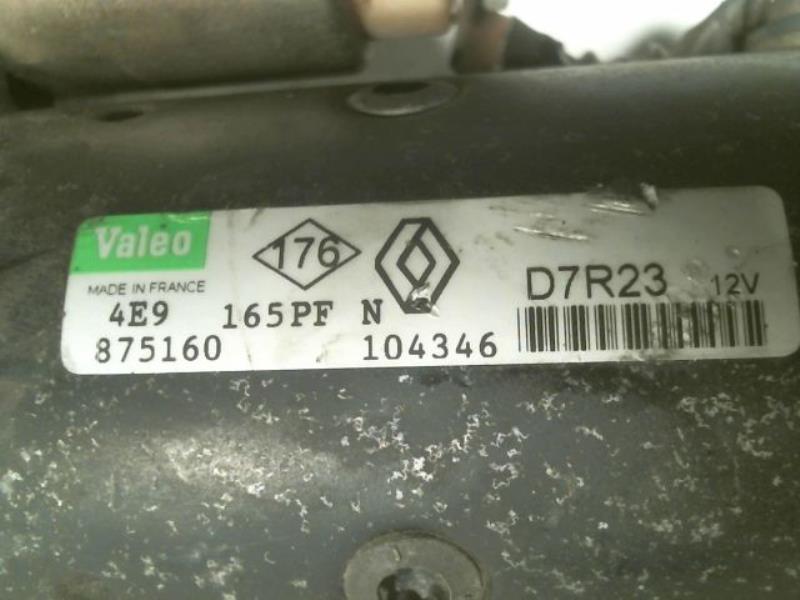 Valeo
176
D7R23 12V
MADE IN FRANCE
4E9 165PF N
875160 104346